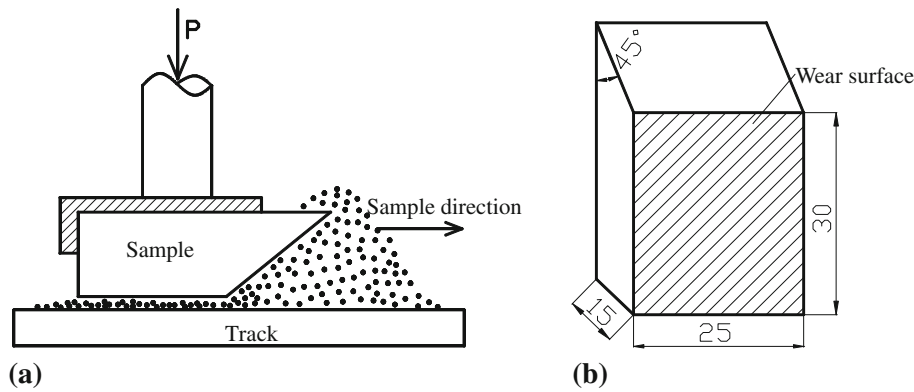 P
Sample direction
Sample
Track
(a)
45°
Wear surface
30
15
25
(b)